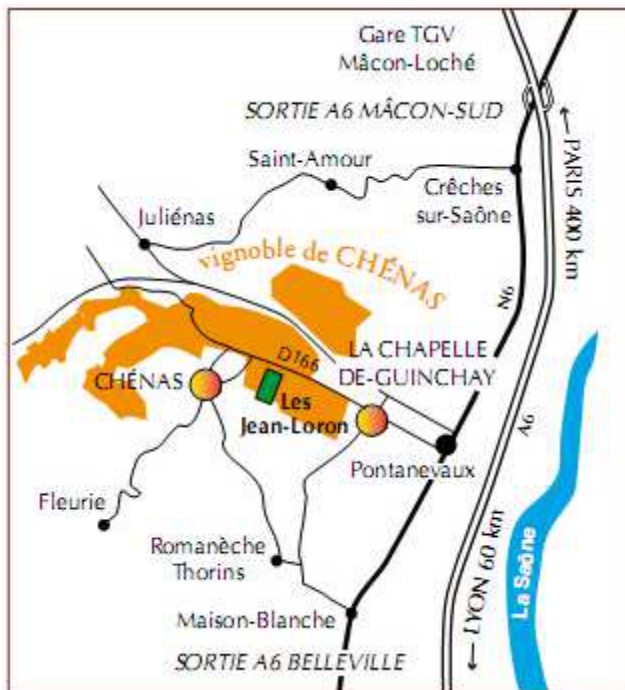 Gare TGV
Mâcon-Loché
SORTIE A6 MÂCON-SUD
← PARIS 400 km
Saint-Amour
Crêches
sur-Saône
Juliénas
vignoble de CHÉNAS
N6
LA CHAPELLE
DE-GUINCHAY
D166
CHÉNAS
Les
Jean-Loron
A6
Pontanevaux
Fleurie
Romanèche
Thorins
La Saône
← LYON 60 km
Maison-Blanche
SORTIE A6 BELLEVILLE